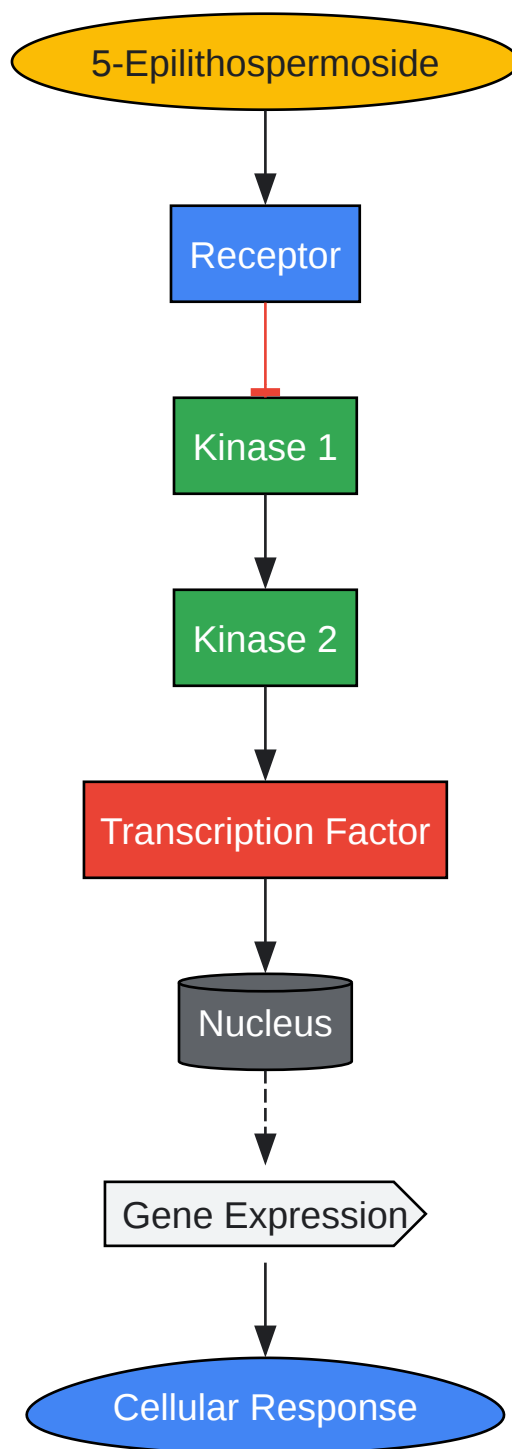 5-Epilithospermoside
Receptor
Kinase 1
Kinase 2
Transcription Factor
Nucleus
Gene Expression
Cellular Response